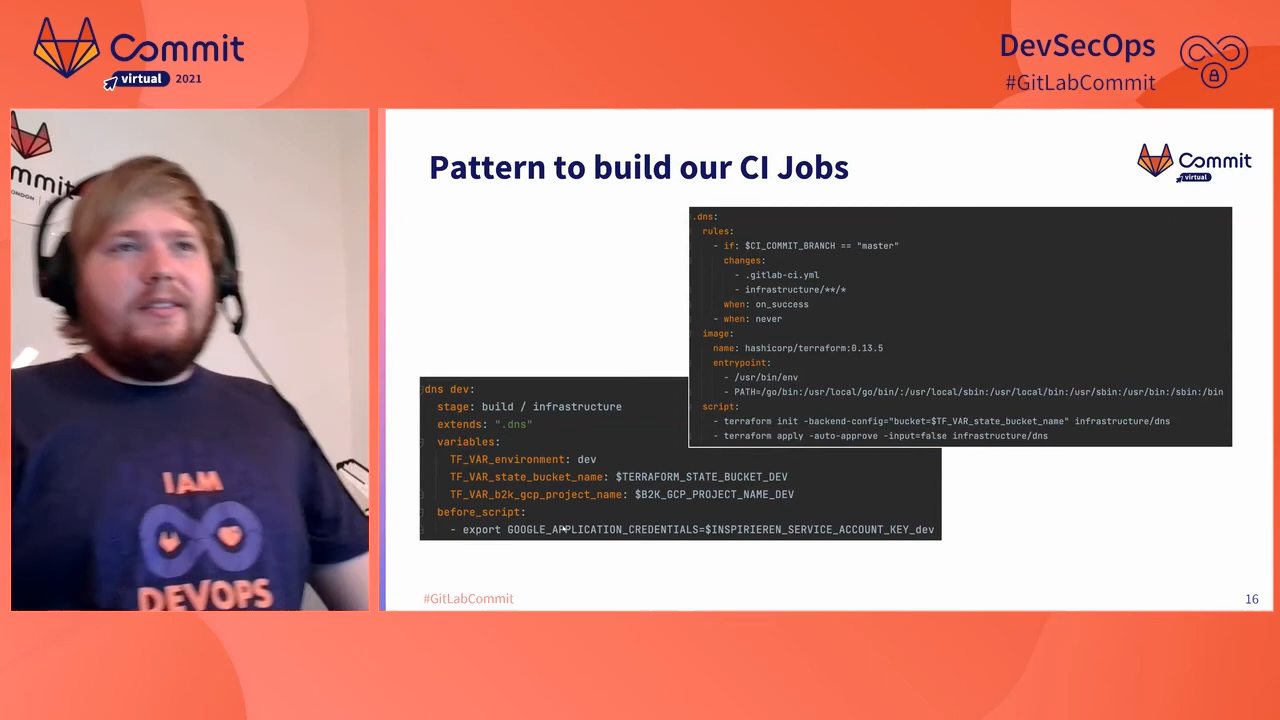 Commit
virtual 2021
DevSecOps
#GitLabCommit
mmit
ONDON
I AM
DEVOPS
Pattern to build our CI Jobs
Commit
virtual
.dns:
rules:
- if: $CI_COMMIT_BRANCH == "master"
changes:
- .gitlab-ci.yml
- infrastructure/**/*
when: on_success
- when: never
image:
name: hashicorp/terraform:0.13.5
entrypoint:
- /usr/bin/env
- PATH=/go/bin:/usr/local/go/bin/:/usr/local/sbin:/usr/local/bin:/usr/sbin:/usr/bin:/sbin:/bin
script:
- terraform init -backend-config="bucket=$TF_VAR_state_bucket_name" infrastructure/dns
- terraform apply -auto-approve -input=false infrastructure/dns
dns dev:
stage: build / infrastructure
extends: ".dns"
variables:
TF_VAR_environment: dev
TF_VAR_state_bucket_name: $TERRAFORM_STATE_BUCKET_DEV
TF_VAR_b2k_gcp_project_name: $B2K_GCP_PROJECT_NAME_DEV
before_script:
- export GOOGLE_APPLICATION_CREDENTIALS=$INSPIRIEREN_SERVICE_ACCOUNT_KEY_dev
#GitLabCommit
16